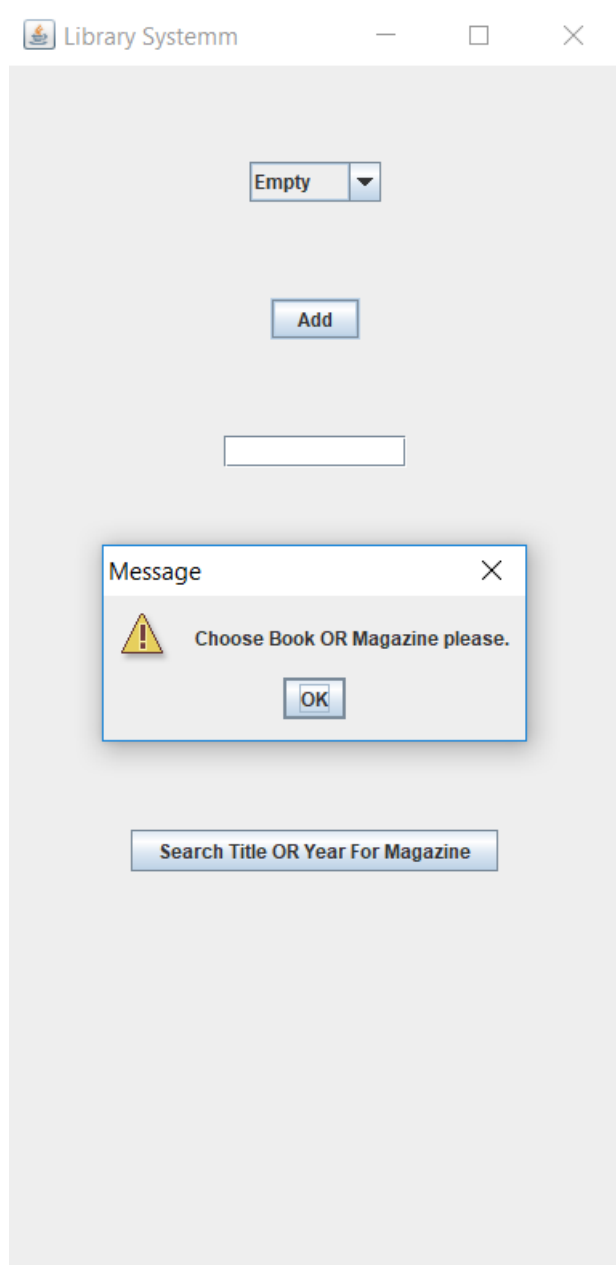 Library Systemm
Empty
Add
Message
Choose Book OR Magazine please.
OK
Search Title OR Year For Magazine